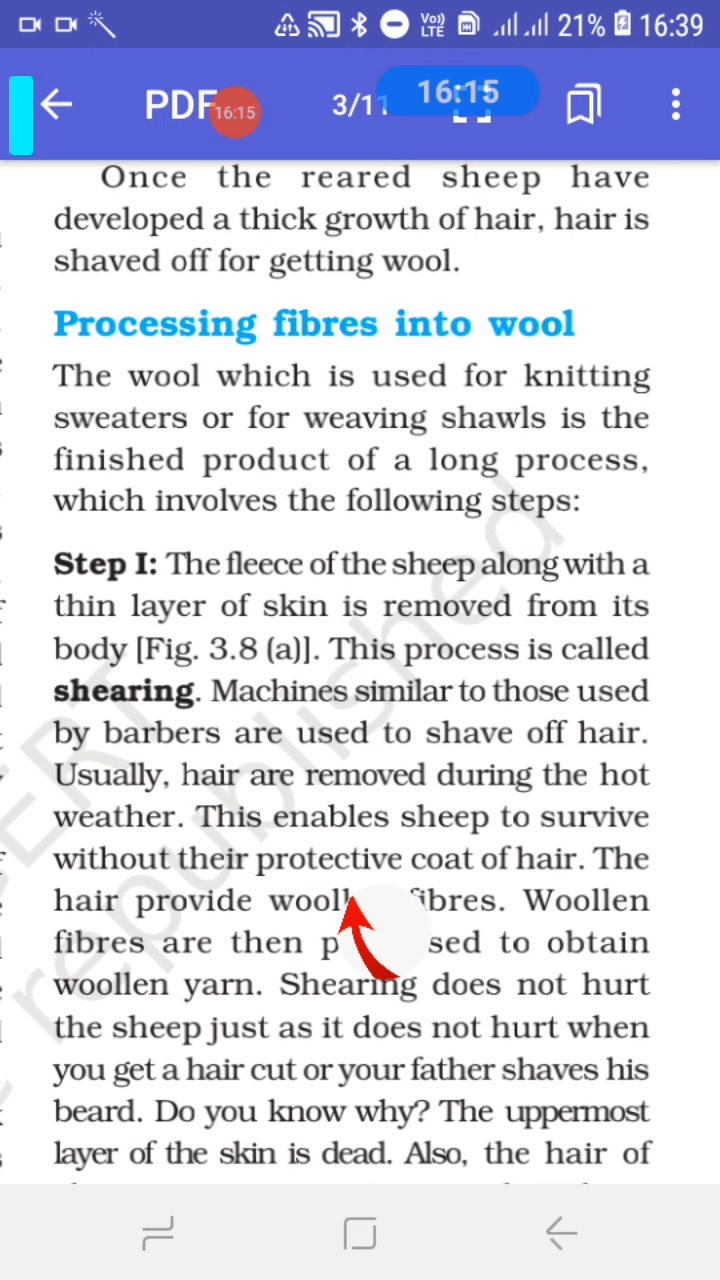 Vo))
LTE
21%
16:39
PDF
16:15
3/11
16:15
Once the reared sheep have
developed a thick growth of hair, hair is
shaved off for getting wool.
Processing fibres into wool
The wool which is used for knitting
sweaters or for weaving shawls is the
finished product of a long process,
which involves the following steps:
Step I: The fleece of the sheep along with a
thin layer of skin is removed from its
body [Fig. 3.8 (a)]. This process is called
shearing. Machines similar to those used
by barbers are used to shave off hair.
Usually, hair are removed during the hot
weather. This enables sheep to survive
without their protective coat of hair. The
hair provide fibres. Woollen
fibres are then to obtain
woollen yarn. Shearing does not hurt
the sheep just as it does not hurt when
you get a hair cut or your father shaves his
beard. Do you know why? The uppermost
layer of the skin is dead. Also, the hair of
republished